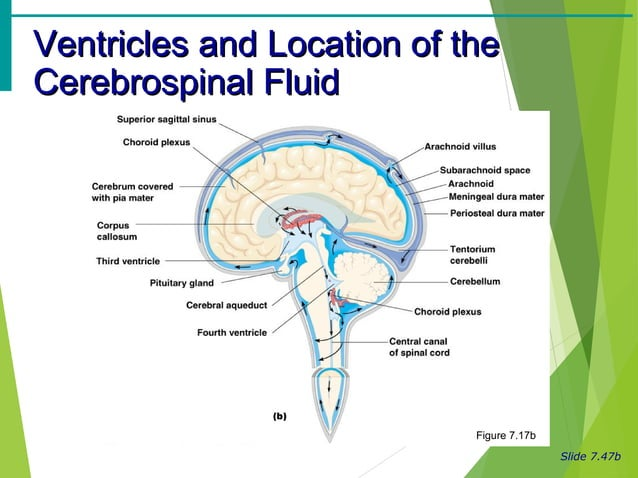 Ventricles and Location of the
Cerebrospinal Fluid
Superior sagittal sinus
Choroid plexus
Cerebrum covered
with pia mater
Corpus
callosum
Third ventricle
Pituitary gland
Cerebral aqueduct
Fourth ventricle
Arachnoid villus
Subarachnoid space
Arachnoid
Meningeal dura mater
Periosteal dura mater
Tentorium
cerebelli
Cerebellum
Choroid plexus
Central canal
of spinal cord
(b)
Figure 7.17b
Slide 7.47b